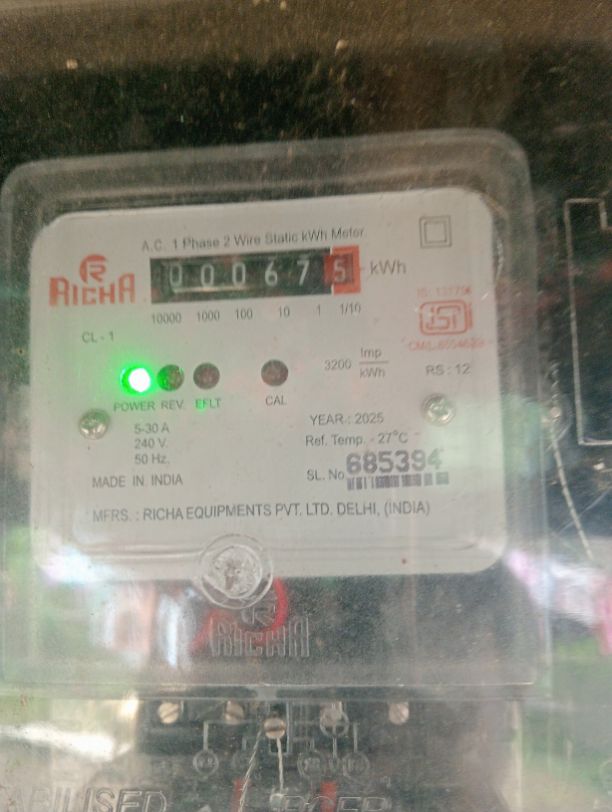 A.C. 1 Phase 2 Wire Static kWh Meter
R
RICHA
000675 kWh
10000 1000 100 10 1 1/10
CL - 1
3200 Imp/kWh
RS : 12
POWER REV. EFLT CAL
5-30 A
240 V.
50 Hz.
YEAR : 2025
Ref. Temp. - 27°C
SL. No 685394
MADE IN INDIA
MFRS. : RICHA EQUIPMENTS PVT. LTD. DELHI, (INDIA)
R
RICHA